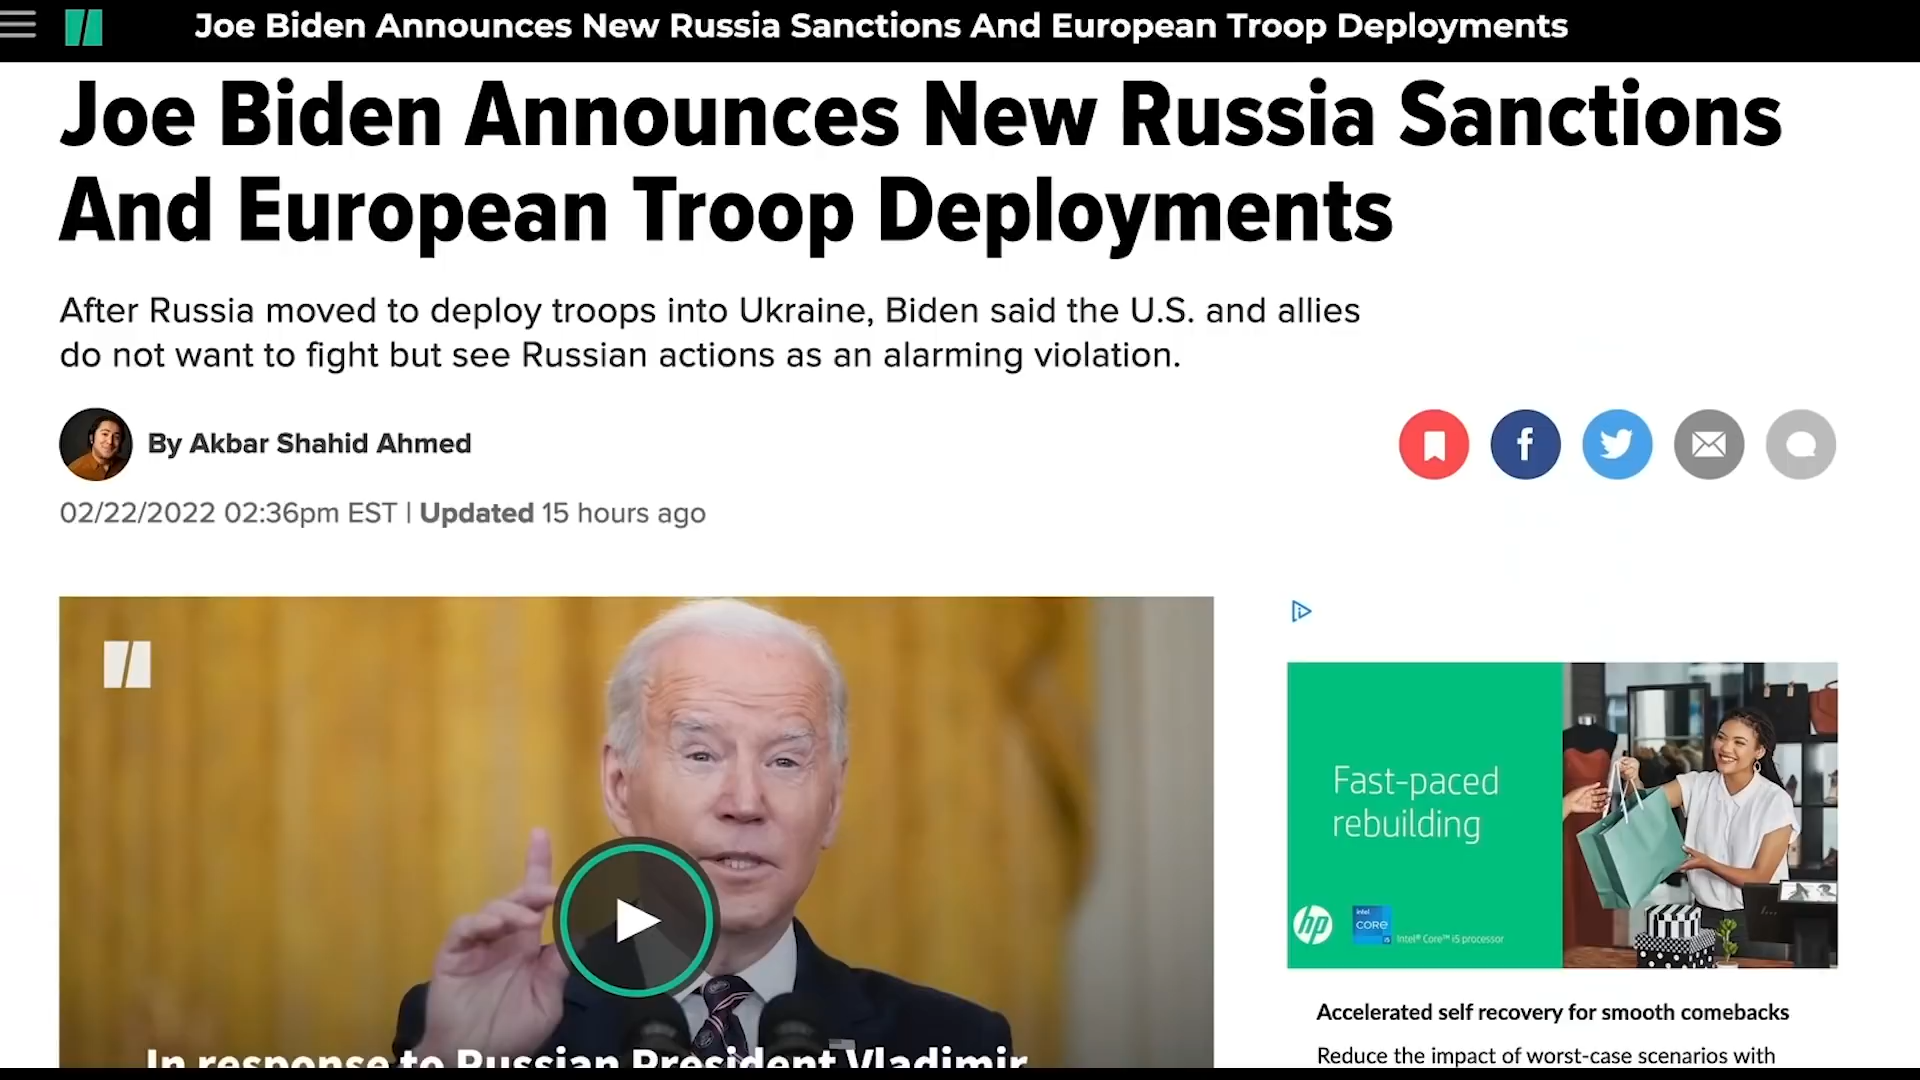 Joe Biden Announces New Russia Sanctions And European Troop Deployments
Joe Biden Announces New Russia Sanctions
And European Troop Deployments
After Russia moved to deploy troops into Ukraine, Biden said the U.S. and allies
do not want to fight but see Russian actions as an alarming violation.
By Akbar Shahid Ahmed
02/22/2022 02:36pm EST | Updated 15 hours ago
In response to Russian President Vladimir
Fast-paced
rebuilding
hp
intel
CORE
i5
Intel® Core™ i5 processor
Accelerated self recovery for smooth comebacks
Reduce the impact of worst-case scenarios with